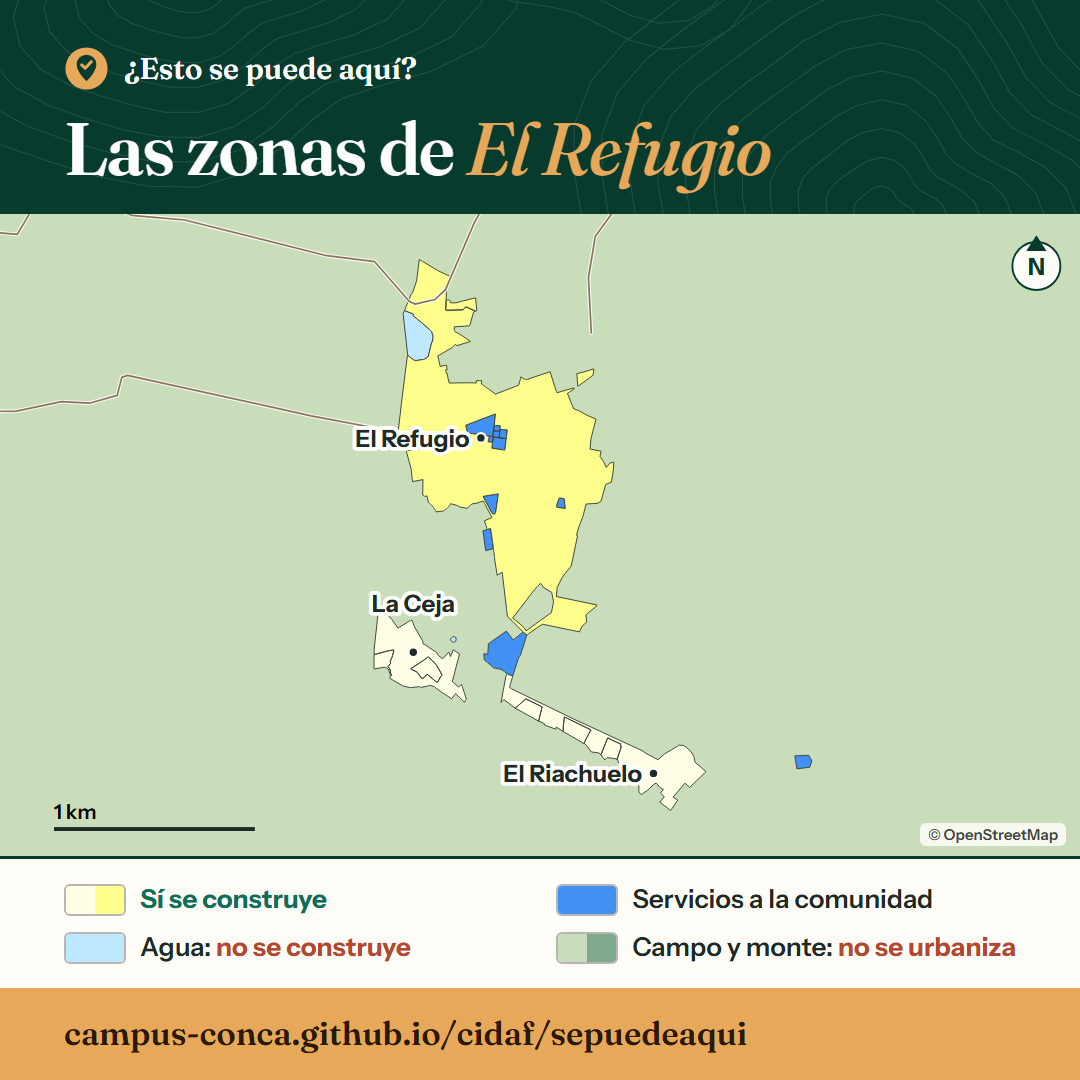 ¿Esto se puede aquí?
Las zonas de El Refugio
N
El Refugio
La Ceja
El Riachuelo
1 km
© OpenStreetMap
Sí se construye
Servicios a la comunidad
Agua: no se construye
Campo y monte: no se urbaniza
campus-conca.github.io/cidaf/sepuedeaqui